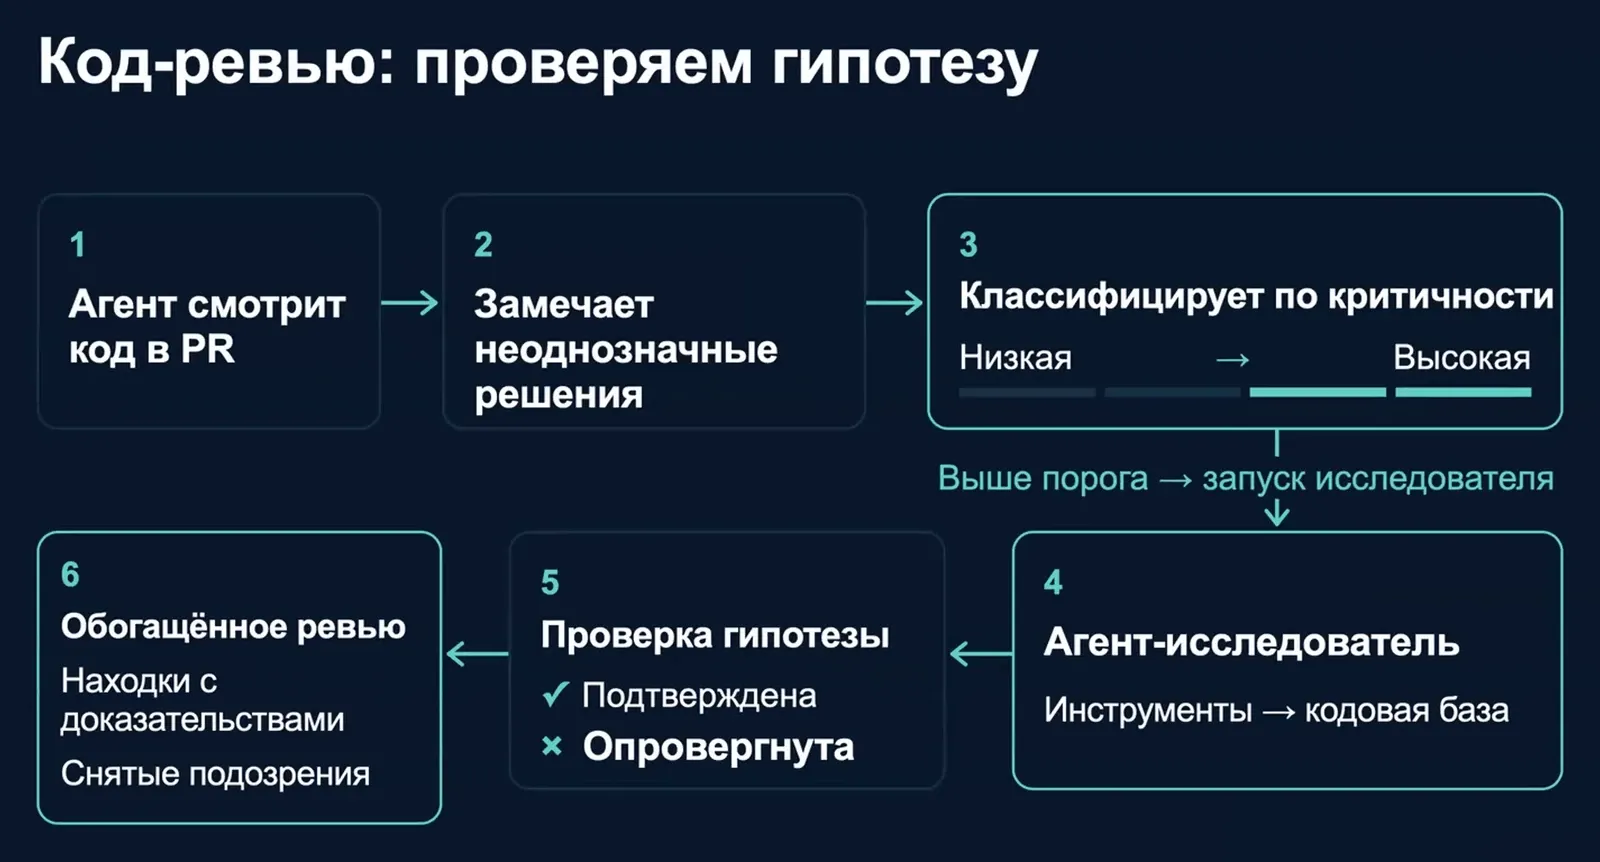 Код-ревью: проверяем гипотезу
1
Агент смотрит
код в PR
2
Замечает
неоднозначные
решения
3
Классифицирует по критичности
Низкая → Высокая
Выше порога → запуск исследователя
4
Агент-исследователь
Инструменты → кодовая база
5
Проверка гипотезы
✓ Подтверждена
× Опровергнута
6
Обогащённое ревью
Находки с
доказательствами
Снятые подозрения